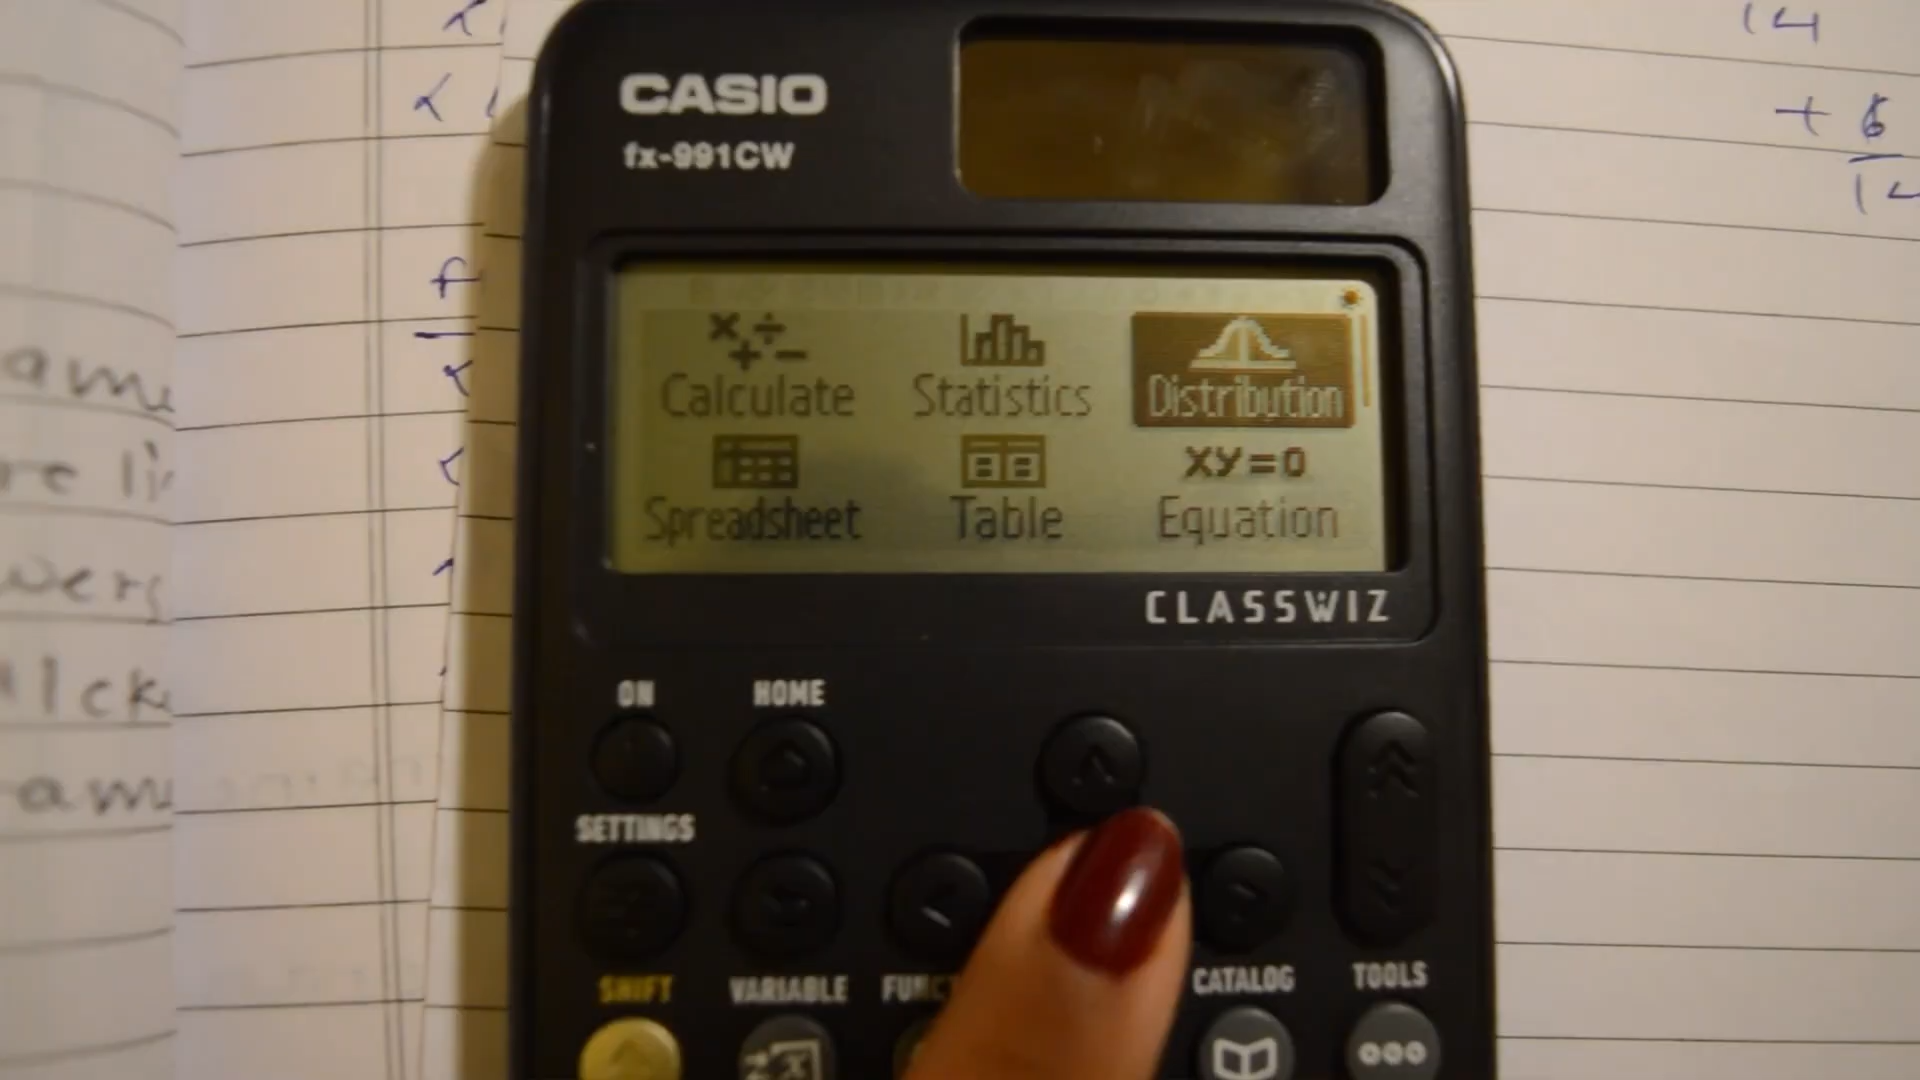 14
CASIO
+ 6
fx-991CW
14
f
Calculate Statistics Distribution
XY=0
Spreadsheet Table Equation
CLASSWIZ
ON HOME
SETTINGS
SHIFT VARIABLE CATALOG TOOLS